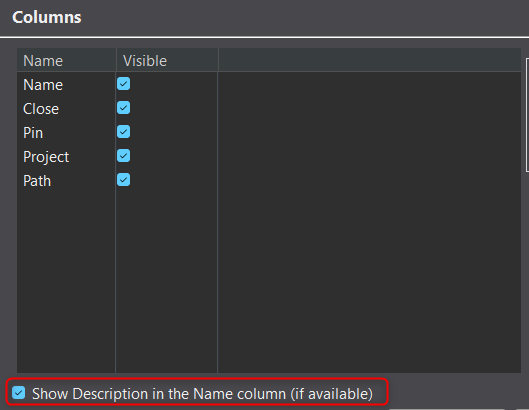 Columns
Name Visible
Name
Close
Pin
Project
Path
Show Description in the Name column (if available)